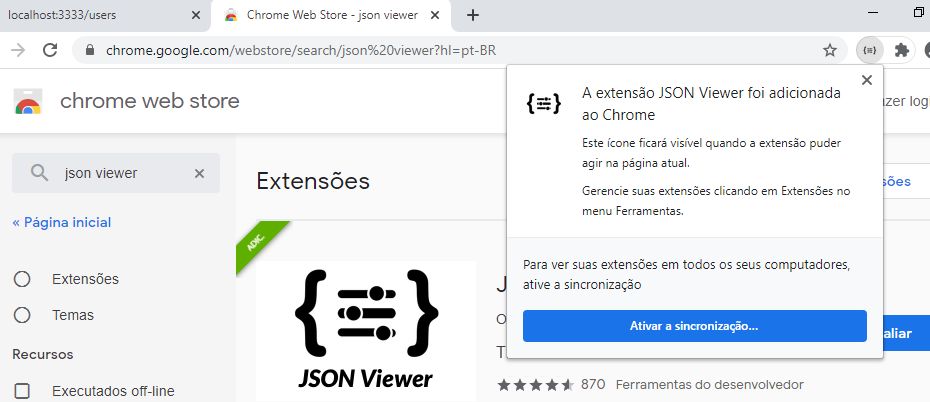 localhost:3333/users
Chrome Web Store - json viewer
chrome.google.com/webstore/search/json%20viewer?hl=pt-BR
chrome web store
json viewer
« Página inicial
Extensões
Temas
Recursos
Executados off-line
Extensões
ADIC.
{ }
JSON Viewer
870
Ferramentas do desenvolvedor
A extensão JSON Viewer foi adicionada
ao Chrome
Este ícone ficará visível quando a extensão puder
agir na página atual.
Gerencie suas extensões clicando em Extensões no
menu Ferramentas.
Para ver suas extensões em todos os seus computadores,
ative a sincronização
Ativar a sincronização...